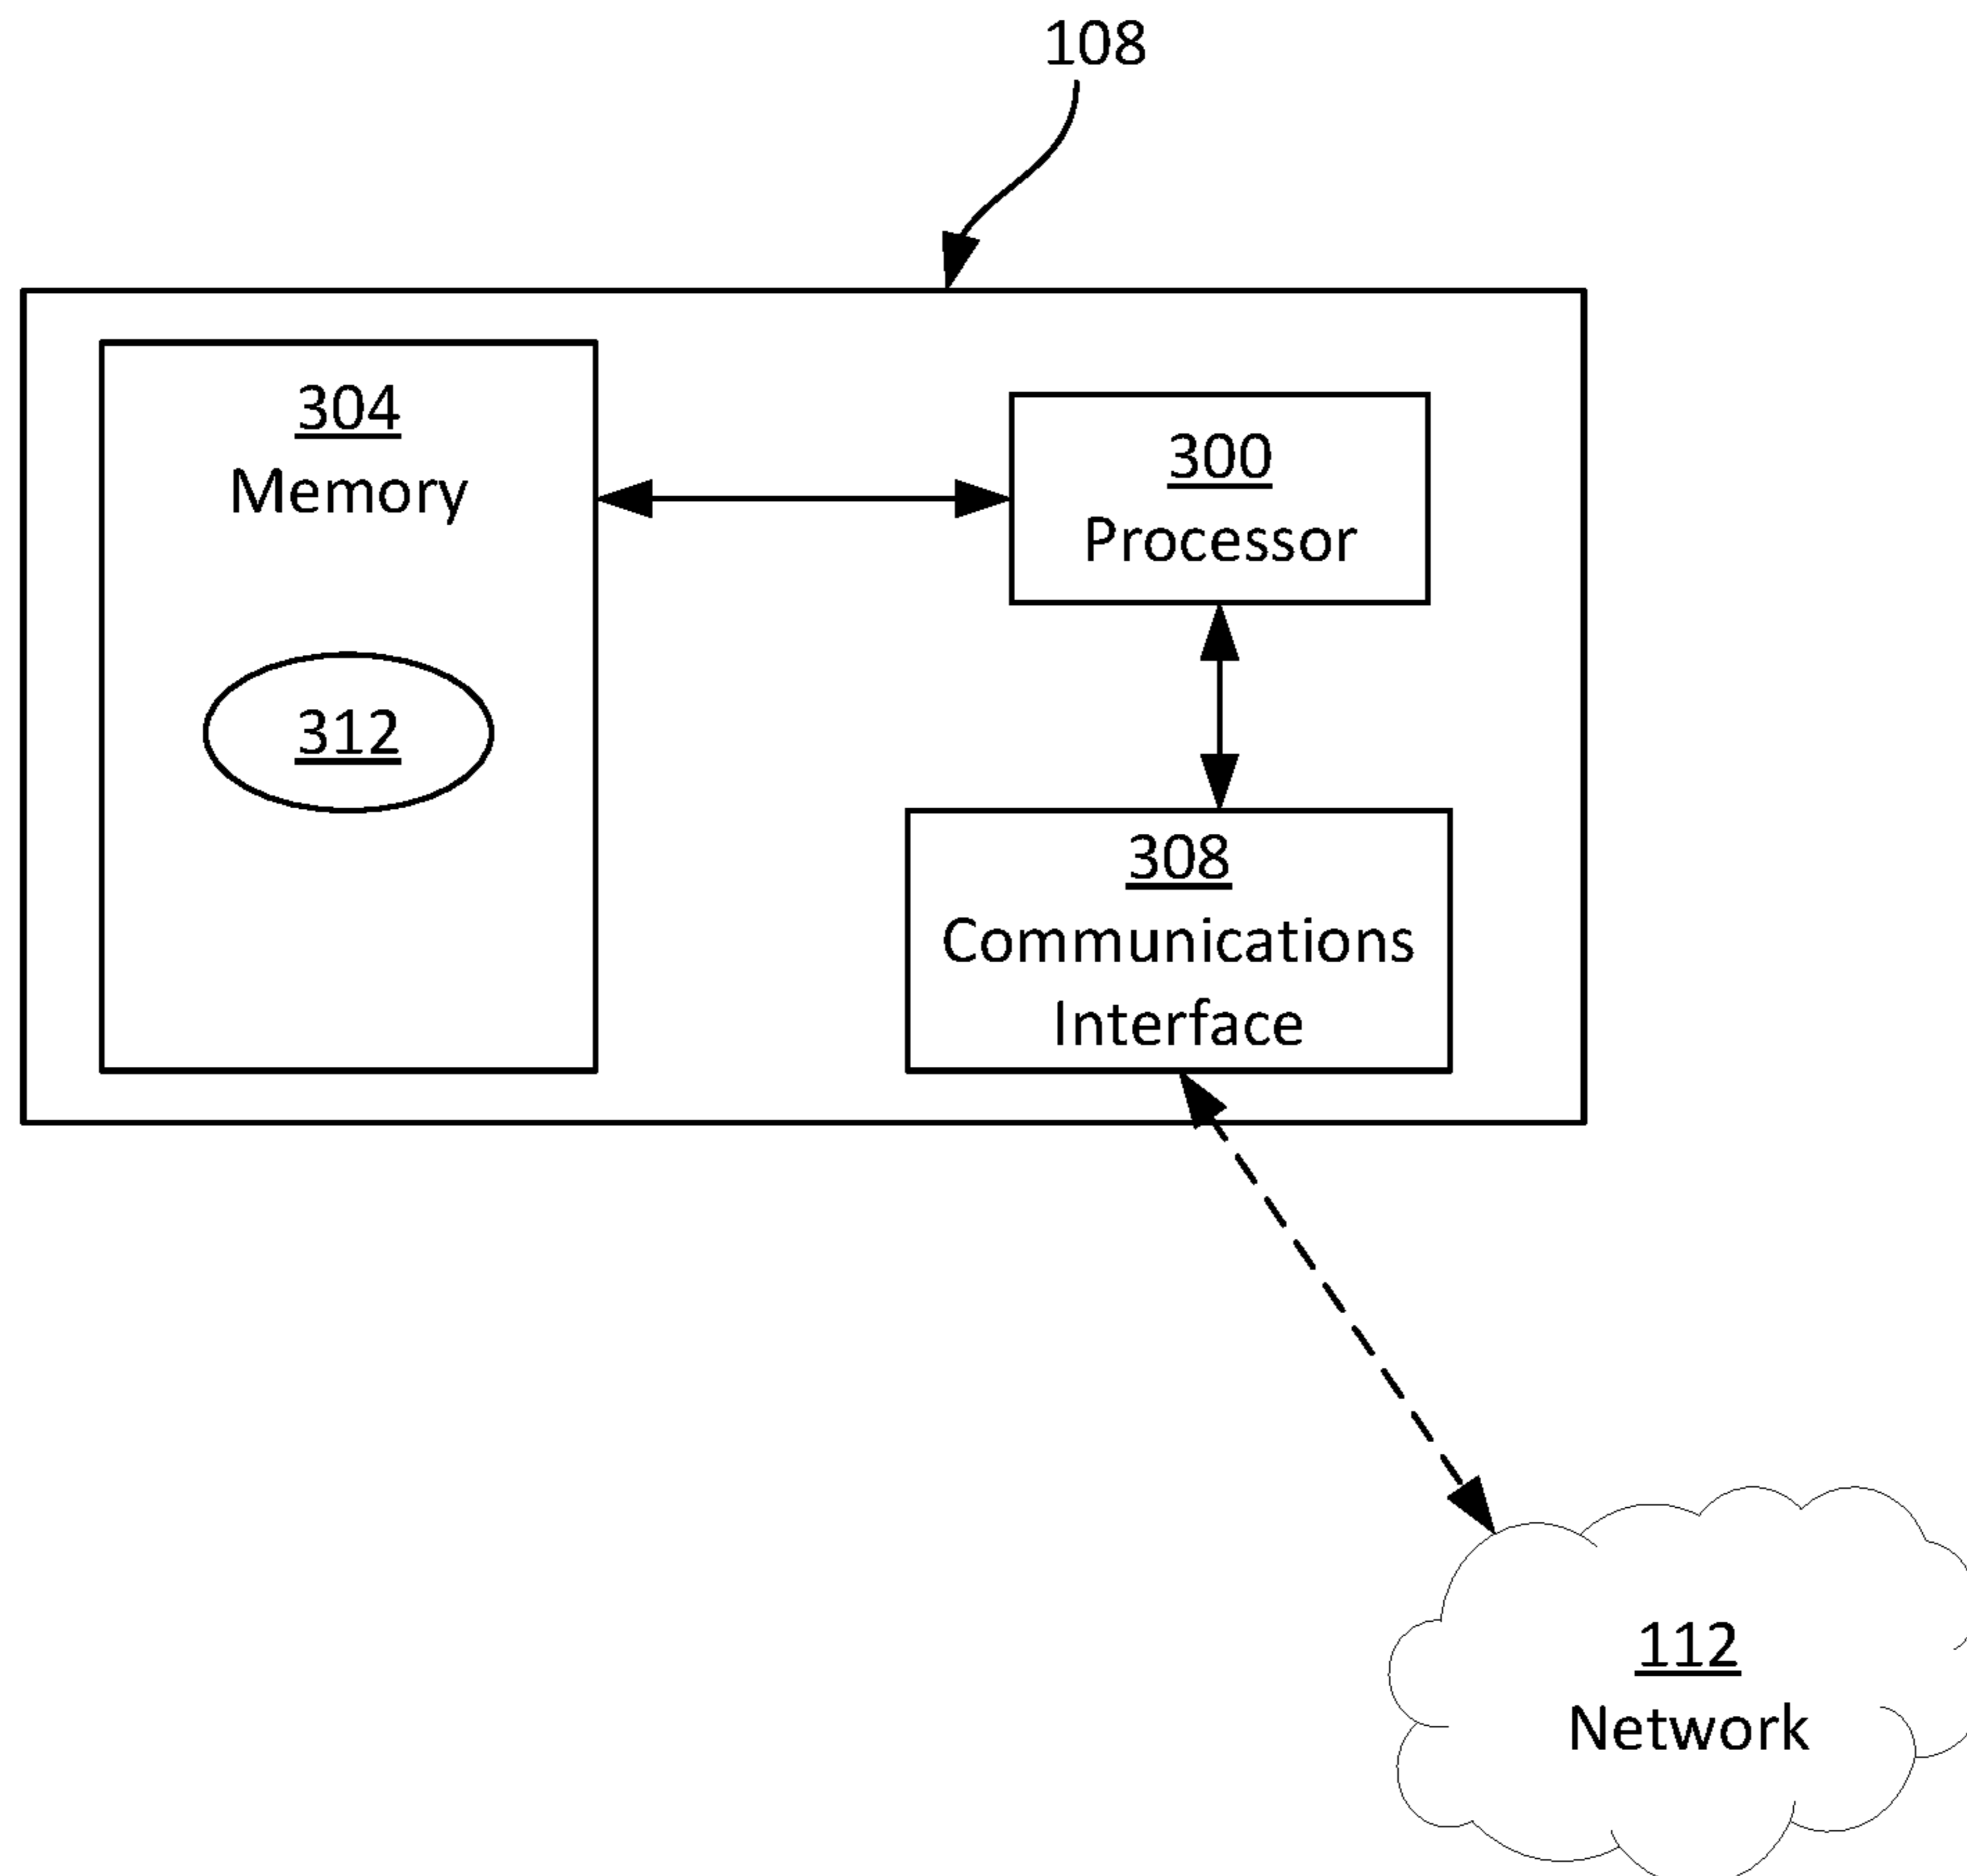 108
304
Memory
300
Processor
312
308
Communications
Interface
112
Network